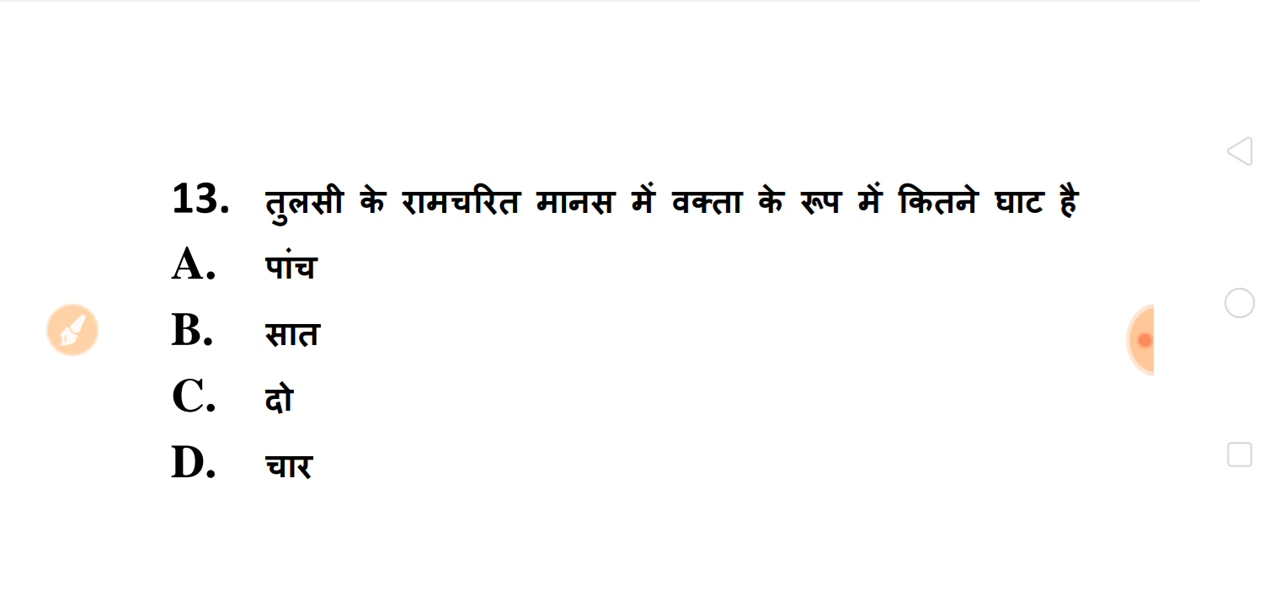 13. तुलसी के रामचरित मानस में वक्ता के रूप में कितने घाट है
A. पांच
B. सात
C. दो
D. चार